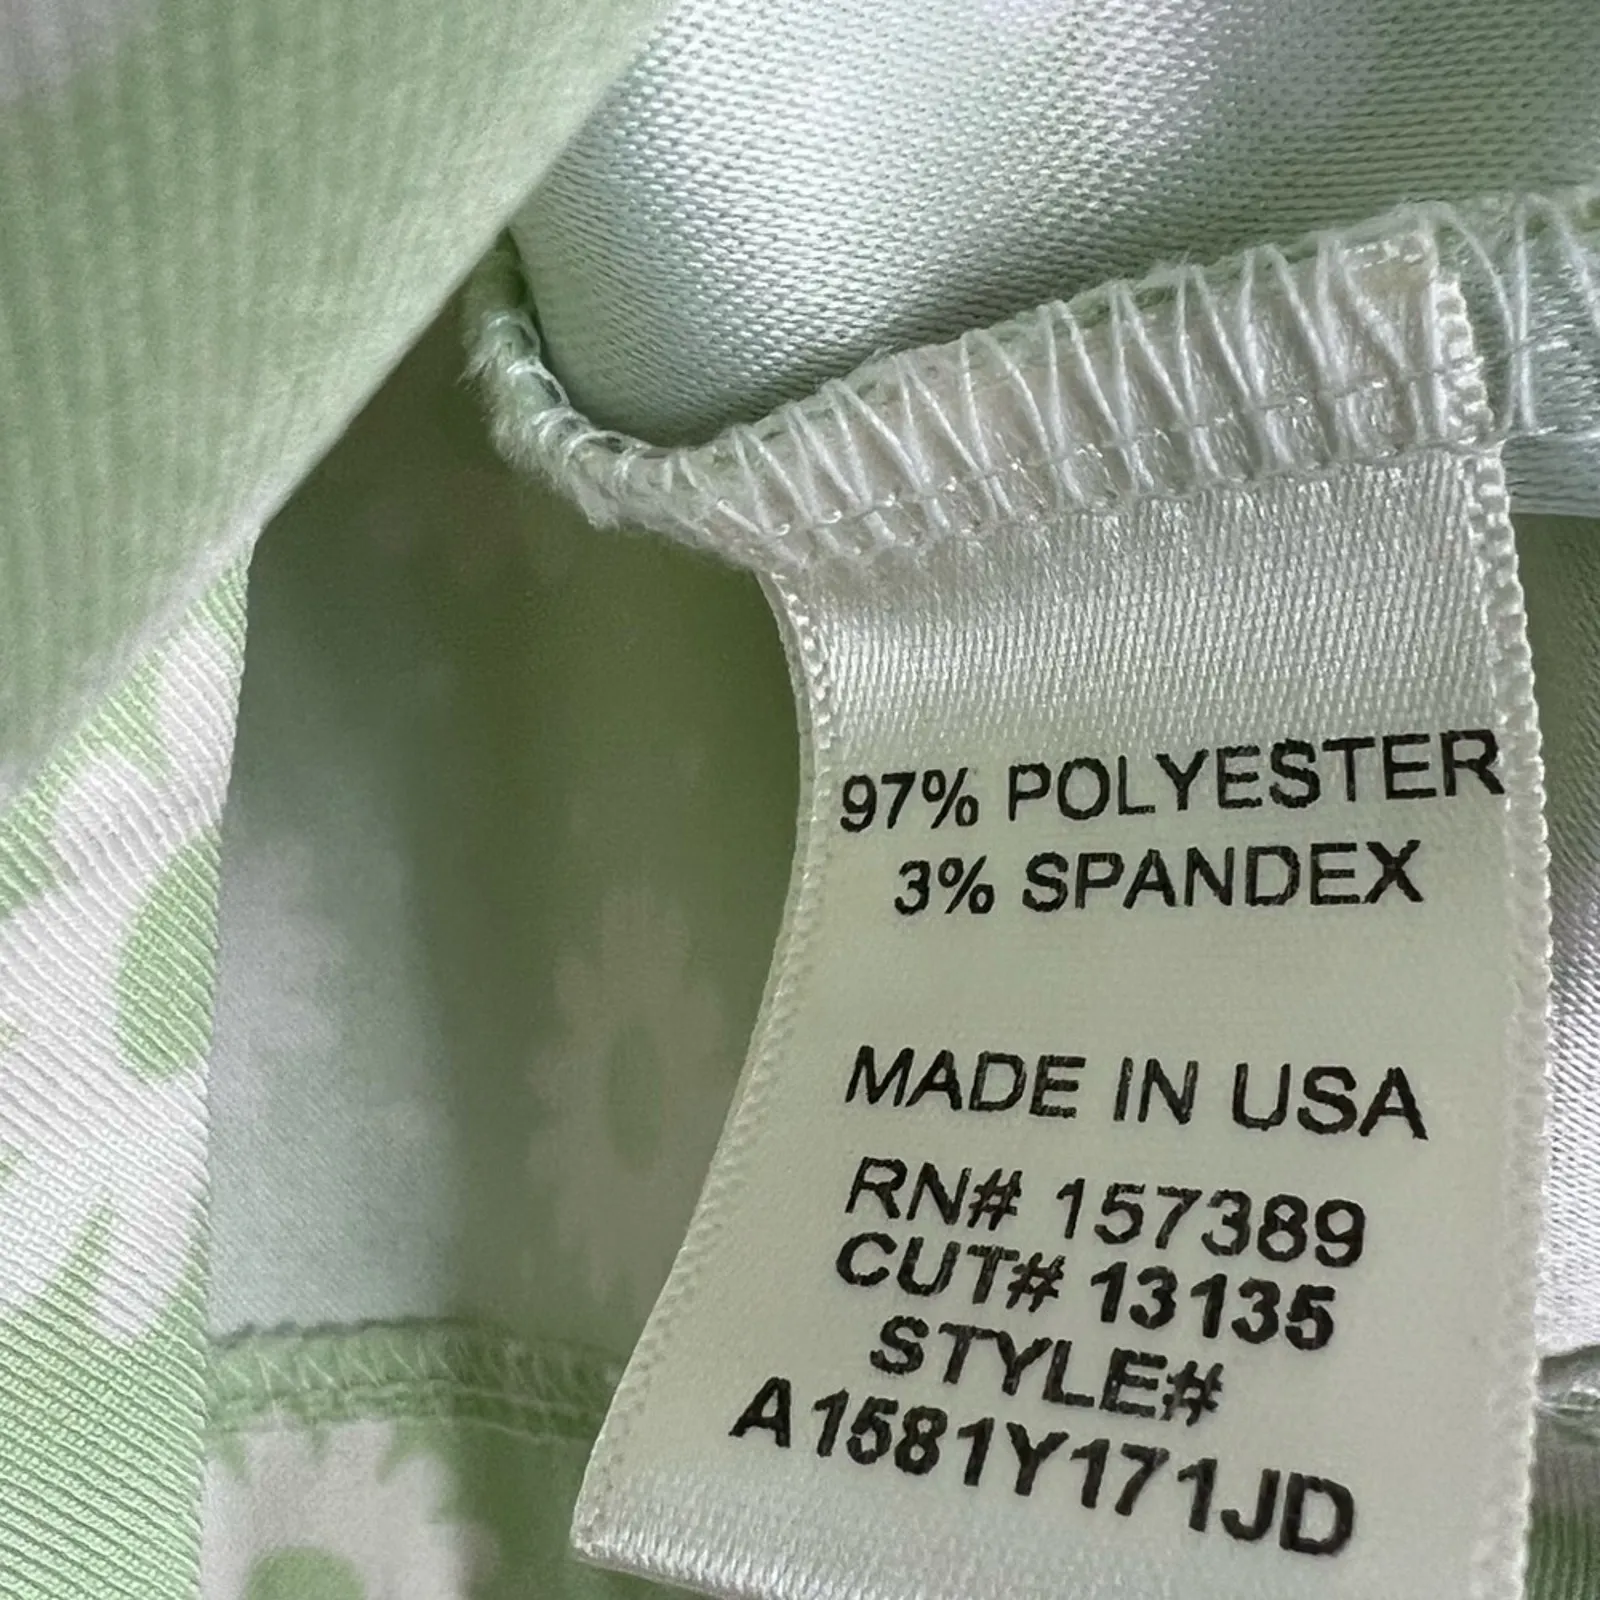 97% POLYESTER
3% SPANDEX
MADE IN USA
RN# 157389
CUT# 13135
STYLE#
A1581Y171JD